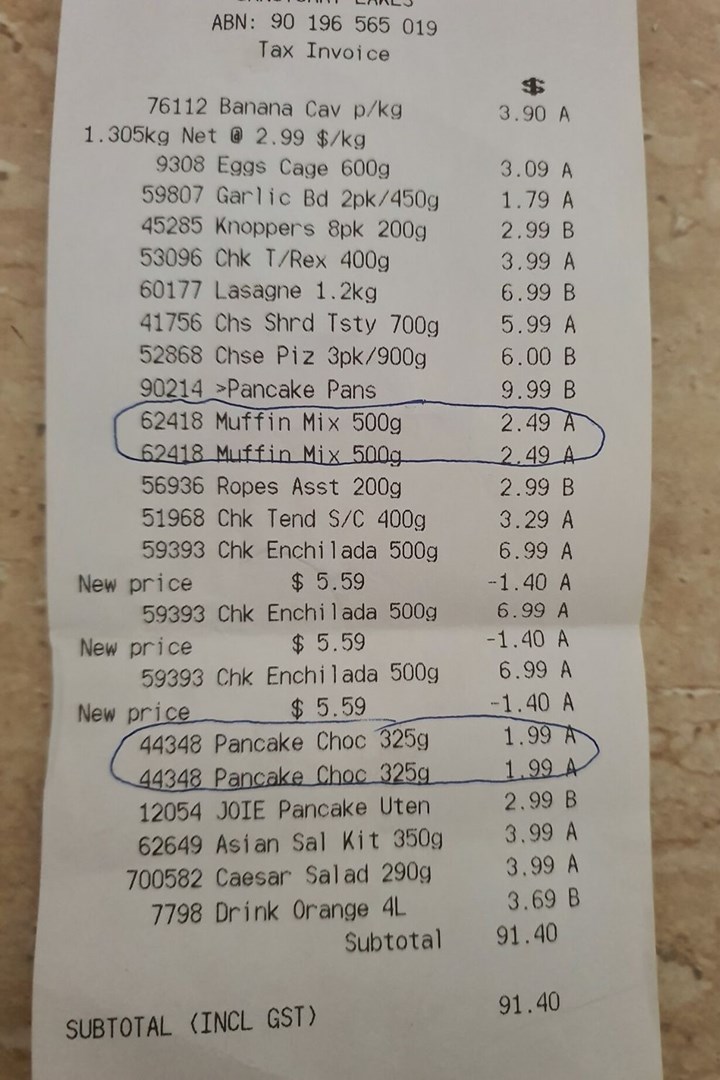 ABN: 90 196 565 019
Tax Invoice
$
76112 Banana Cav p/kg 3.90 A
1.305kg Net @ 2.99 $/kg
9308 Eggs Cage 600g 3.09 A
59807 Garlic Bd 2pk/450g 1.79 A
45285 Knoppers 8pk 200g 2.99 B
53096 Chk T/Rex 400g 3.99 A
60177 Lasagne 1.2kg 6.99 B
41756 Chs Shrd Tsty 700g 5.99 A
52868 Chse Piz 3pk/900g 6.00 B
90214 >Pancake Pans 9.99 B
62418 Muffin Mix 500g 2.49 A
62418 Muffin Mix 500g 2.49 A
56936 Ropes Asst 200g 2.99 B
51968 Chk Tend S/C 400g 3.29 A
59393 Chk Enchilada 500g 6.99 A
New price $ 5.59 -1.40 A
59393 Chk Enchilada 500g 6.99 A
New price $ 5.59 -1.40 A
59393 Chk Enchilada 500g 6.99 A
New price $ 5.59 -1.40 A
44348 Pancake Choc 325g 1.99 A
44348 Pancake Choc 325g 1.99 A
12054 JOIE Pancake Uten 2.99 B
62649 Asian Sal Kit 350g 3.99 A
700582 Caesar Salad 290g 3.99 A
7798 Drink Orange 4L 3.69 B
Subtotal 91.40
SUBTOTAL (INCL GST) 91.40